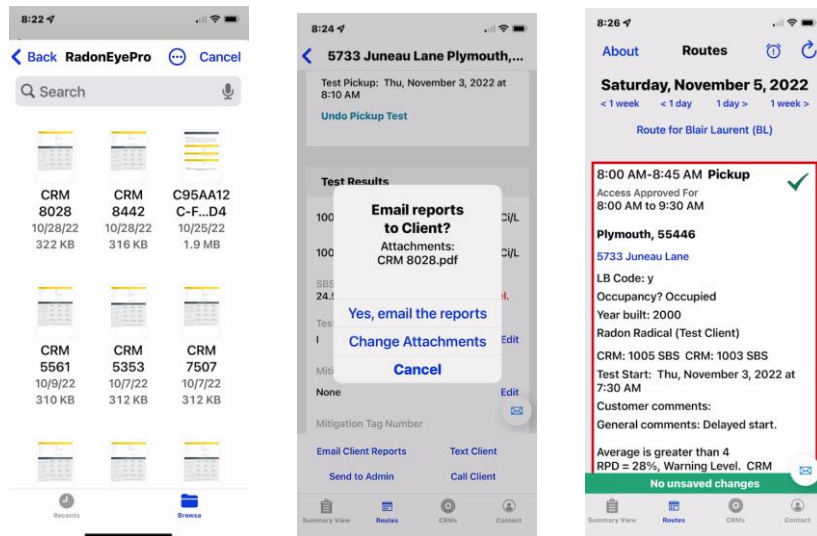 8:22
Back RadonEyePro Cancel
Search
CRM
8028
10/28/22
322 KB
CRM
8442
10/28/22
316 KB
C95AA12
C-F...D4
10/25/22
1.9 MB
CRM
5561
10/9/22
310 KB
CRM
5353
10/7/22
312 KB
CRM
7507
10/7/22
312 KB
Recents Browse
8:24
5733 Juneau Lane Plymouth,...
Test Pickup: Thu, November 3, 2022 at
8:10 AM
Undo Pickup Test
Test Results
100 Ci/L
100 Ci/L
SBS
24.
Edit
Email reports
to Client?
Attachments:
CRM 8028.pdf
Yes, email the reports
Change Attachments
Cancel
None Edit
Mitigation Tag Number
Email Client Reports Text Client
Send to Admin Call Client
Summary View Routes CRMs Contact
8:26
About Routes
Saturday, November 5, 2022
< 1 week < 1 day 1 day > 1 week >
Route for Blair Laurent (BL)
8:00 AM-8:45 AM Pickup
Access Approved For
8:00 AM to 9:30 AM
Plymouth, 55446
5733 Juneau Lane
LB Code: y
Occupancy? Occupied
Year built: 2000
Radon Radical (Test Client)
CRM: 1005 SBS CRM: 1003 SBS
Test Start: Thu, November 3, 2022 at
7:30 AM
Customer comments:
General comments: Delayed start.
Average is greater than 4
RPD = 28%, Warning Level. CRM
No unsaved changes
Summary View Routes CRMs Contact